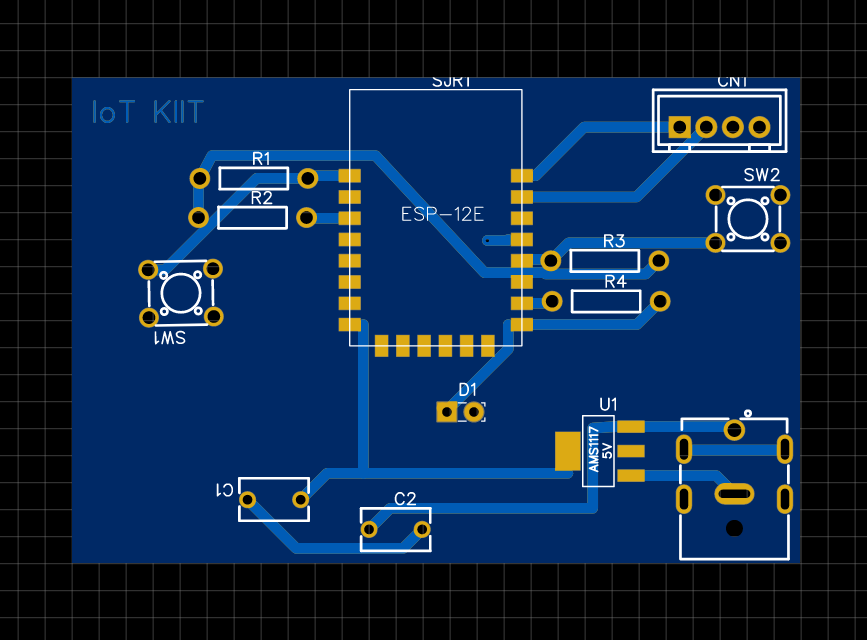 SJR1
CN1
IoT KIIT
R1
SW2
R2
ESP-12E
R3
R4
SW1
D1
U1
AMS1117
5V
C1
C2